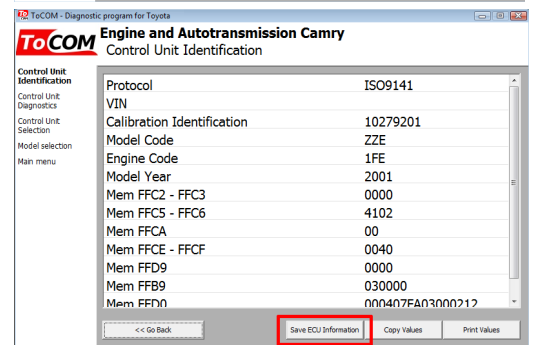 ToCOM - Diagnostic program for Toyota
ToCOM
Engine and Autotransmission Camry
Control Unit Identification
Control Unit
Identification
Control Unit
Diagnostics
Control Unit
Selection
Model selection
Main menu
Protocol ISO9141
VIN
Calibration Identification 10279201
Model Code ZZE
Engine Code 1FE
Model Year 2001
Mem FFC2 - FFC3 0000
Mem FFC5 - FFC6 4102
Mem FFCA 00
Mem FFCE - FFCF 0040
Mem FFD9 0000
Mem FFB9 030000
Mem FFD0 000407FA03000212
<< Go Back Save ECU Information Copy Values Print Values